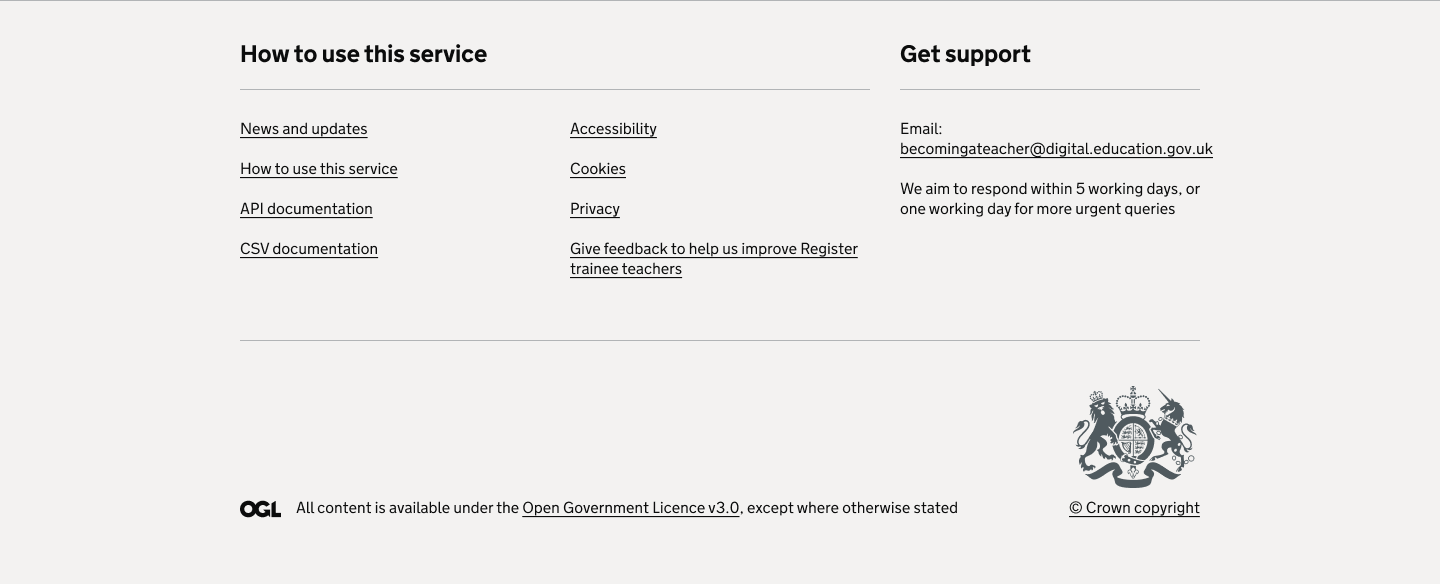 How to use this service
News and updates
How to use this service
API documentation
CSV documentation
Accessibility
Cookies
Privacy
Give feedback to help us improve Register
trainee teachers
Get support
Email:
becomingateacher@digital.education.gov.uk
We aim to respond within 5 working days, or
one working day for more urgent queries
OGL All content is available under the Open Government Licence v3.0, except where otherwise stated
© Crown copyright